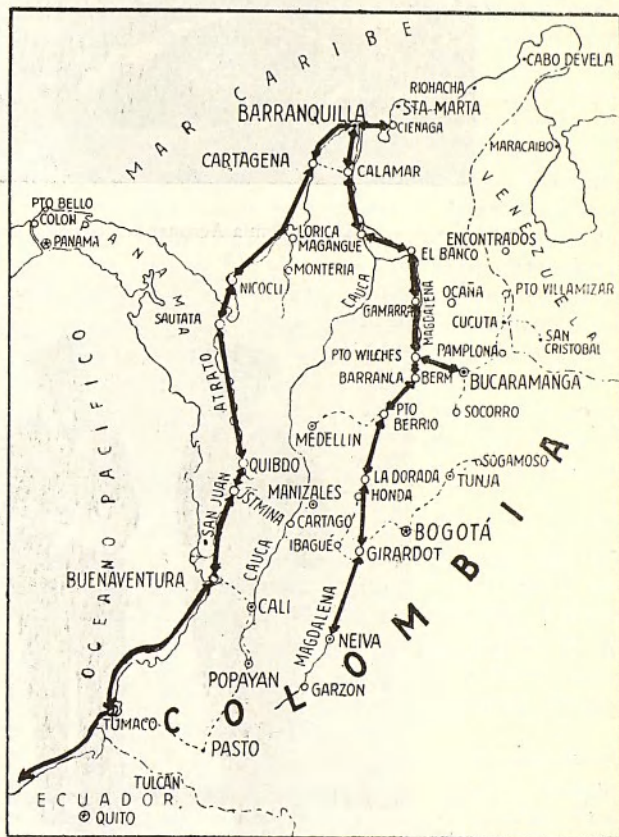 MAR CARIBE
CABO DEVELA
RIOHACHA
STA MARTA
BARRANQUILLA
CIENAGA
MARACAIBO
CARTAGENA
CALAMAR
VENEZUELA
PTO BELLO
COLON
PANAMA
PANAMA
LORICA
MAGANGUE
ENCONTRADOS
EL BANCO
MONTERIA
NICOCLI
CAUCA
OCAÑA
PTO VILLAMIZAR
GAMARRA
MAGDALENA
SAUTATA
CUCUTA
SAN
CRISTOBAL
PTO WILCHES
PAMPLONA
BARRANCA
BERM
BUCARAMANGA
OCEANO PACIFICO
ATRATO
PTO
BERRIO
SOCORRO
MEDELLIN
QUIBDO
SOGAMOSO
LA DORADA
TUNJA
ISTMINA
MANIZALES
HONDA
SAN JUAN
CARTAGO
BOGOTÁ
IBAGUE
GIRARDOT
BUENAVENTURA
CAUCA
CALI
MAGDALENA
NEIVA
POPAYAN
GARZON
COLOMBIA
TUMACO
PASTO
TULCÁN
ECUADOR
QUITO